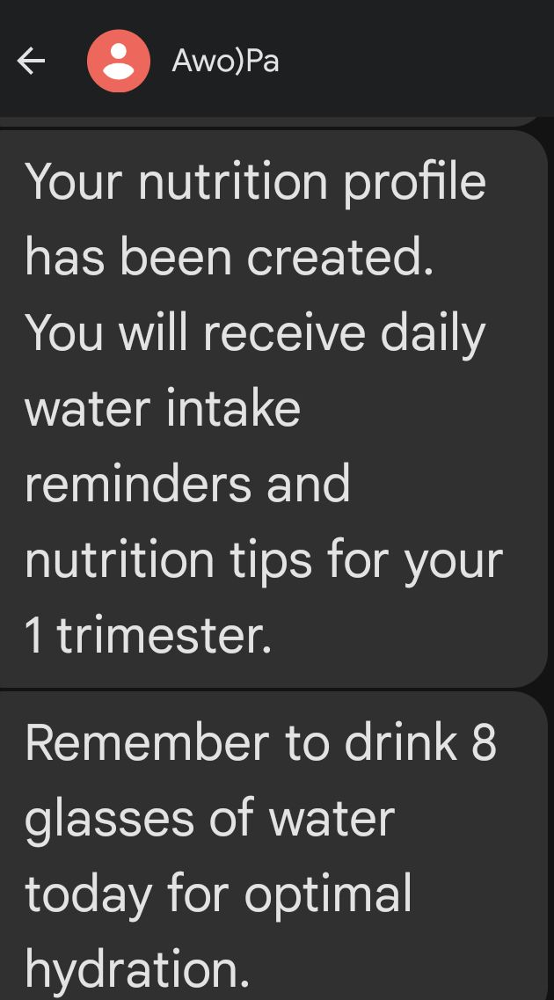 Awo)Pa
Your nutrition profile
has been created.
You will receive daily
water intake
reminders and
nutrition tips for your
1 trimester.
Remember to drink 8
glasses of water
today for optimal
hydration.